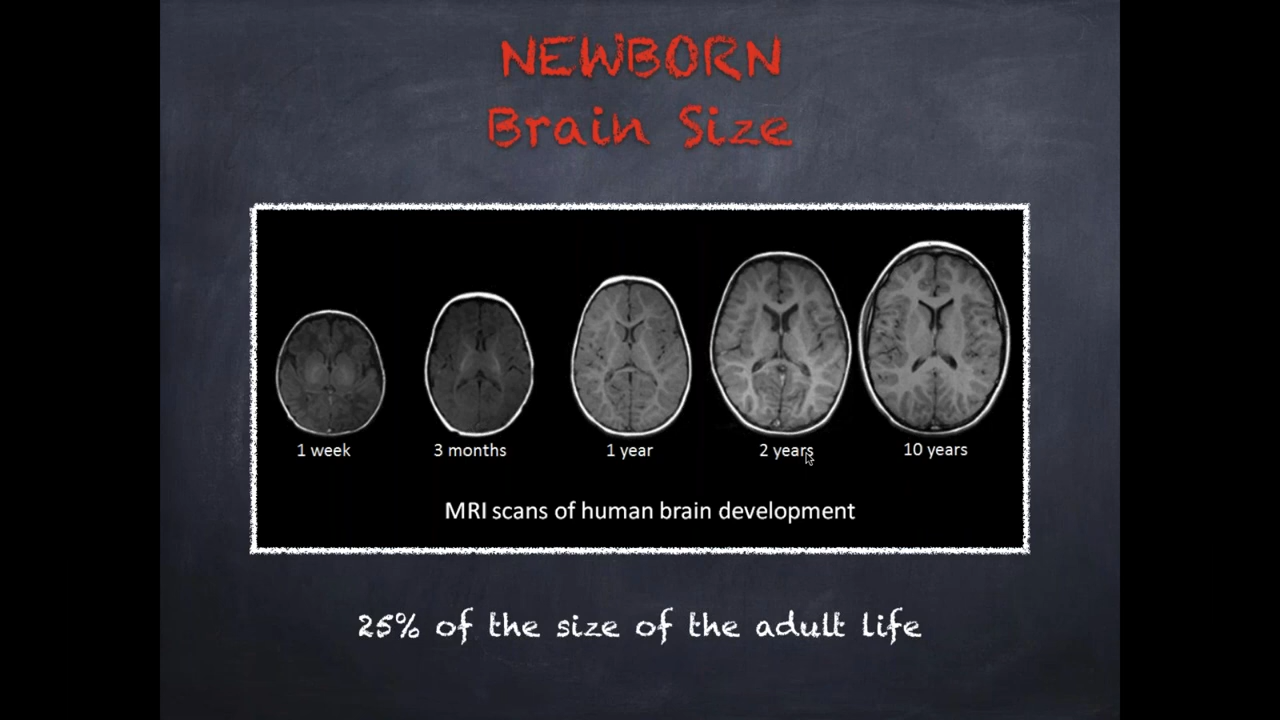 NEWBORN
Brain Size
1 week 3 months 1 year 2 years 10 years
MRI scans of human brain development
25% of the size of the adult life